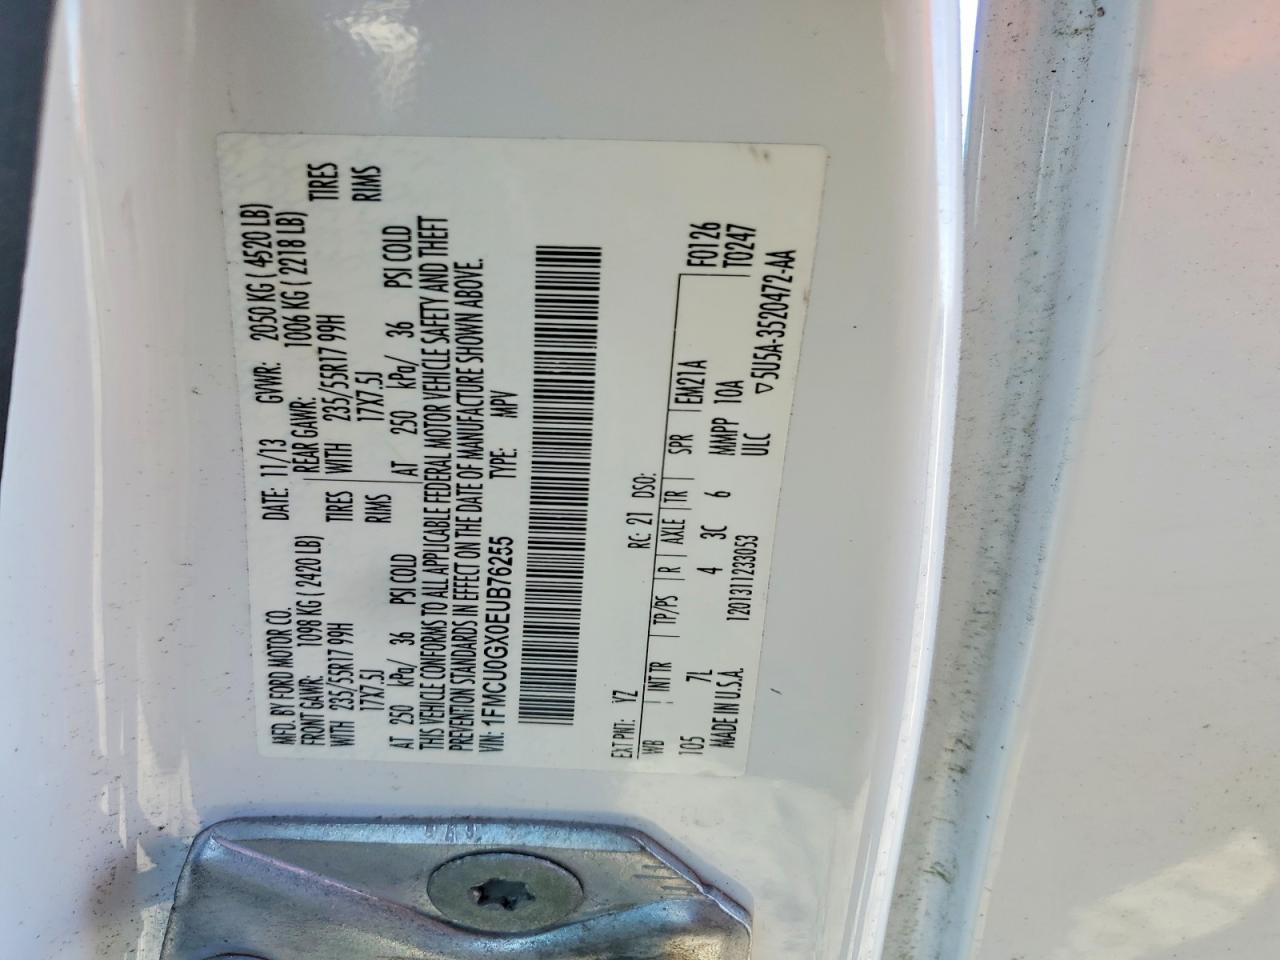 MFD. BY FORD MOTOR CO.
DATE: 11/13 GVWR: 2050 KG ( 4520 LB)
FRONT GAWR: 1098 KG ( 2420 LB)
REAR GAWR: 1006 KG ( 2218 LB)
WITH 235/55R17 99H TIRES
WITH 235/55R17 99H TIRES
17X7.5J RIMS
17X7.5J RIMS
AT 250 kPa/ 36 PSI COLD
AT 250 kPa/ 36 PSI COLD
THIS VEHICLE CONFORMS TO ALL APPLICABLE FEDERAL MOTOR VEHICLE SAFETY AND THEFT
PREVENTION STANDARDS IN EFFECT ON THE DATE OF MANUFACTURE SHOWN ABOVE.
VIN: 1FMCU0GX0EUB76255 TYPE: MPV
EXT PNT: YZ RC: 21 DSO: F0126
WB INT TR TP/PS R AXLE TR SPR EM21A T0247
105 7L 4 3C 6 MMPP 10A
MADE IN U.S.A. 1201311233053 ULC ▽5U5A-3520472-AA